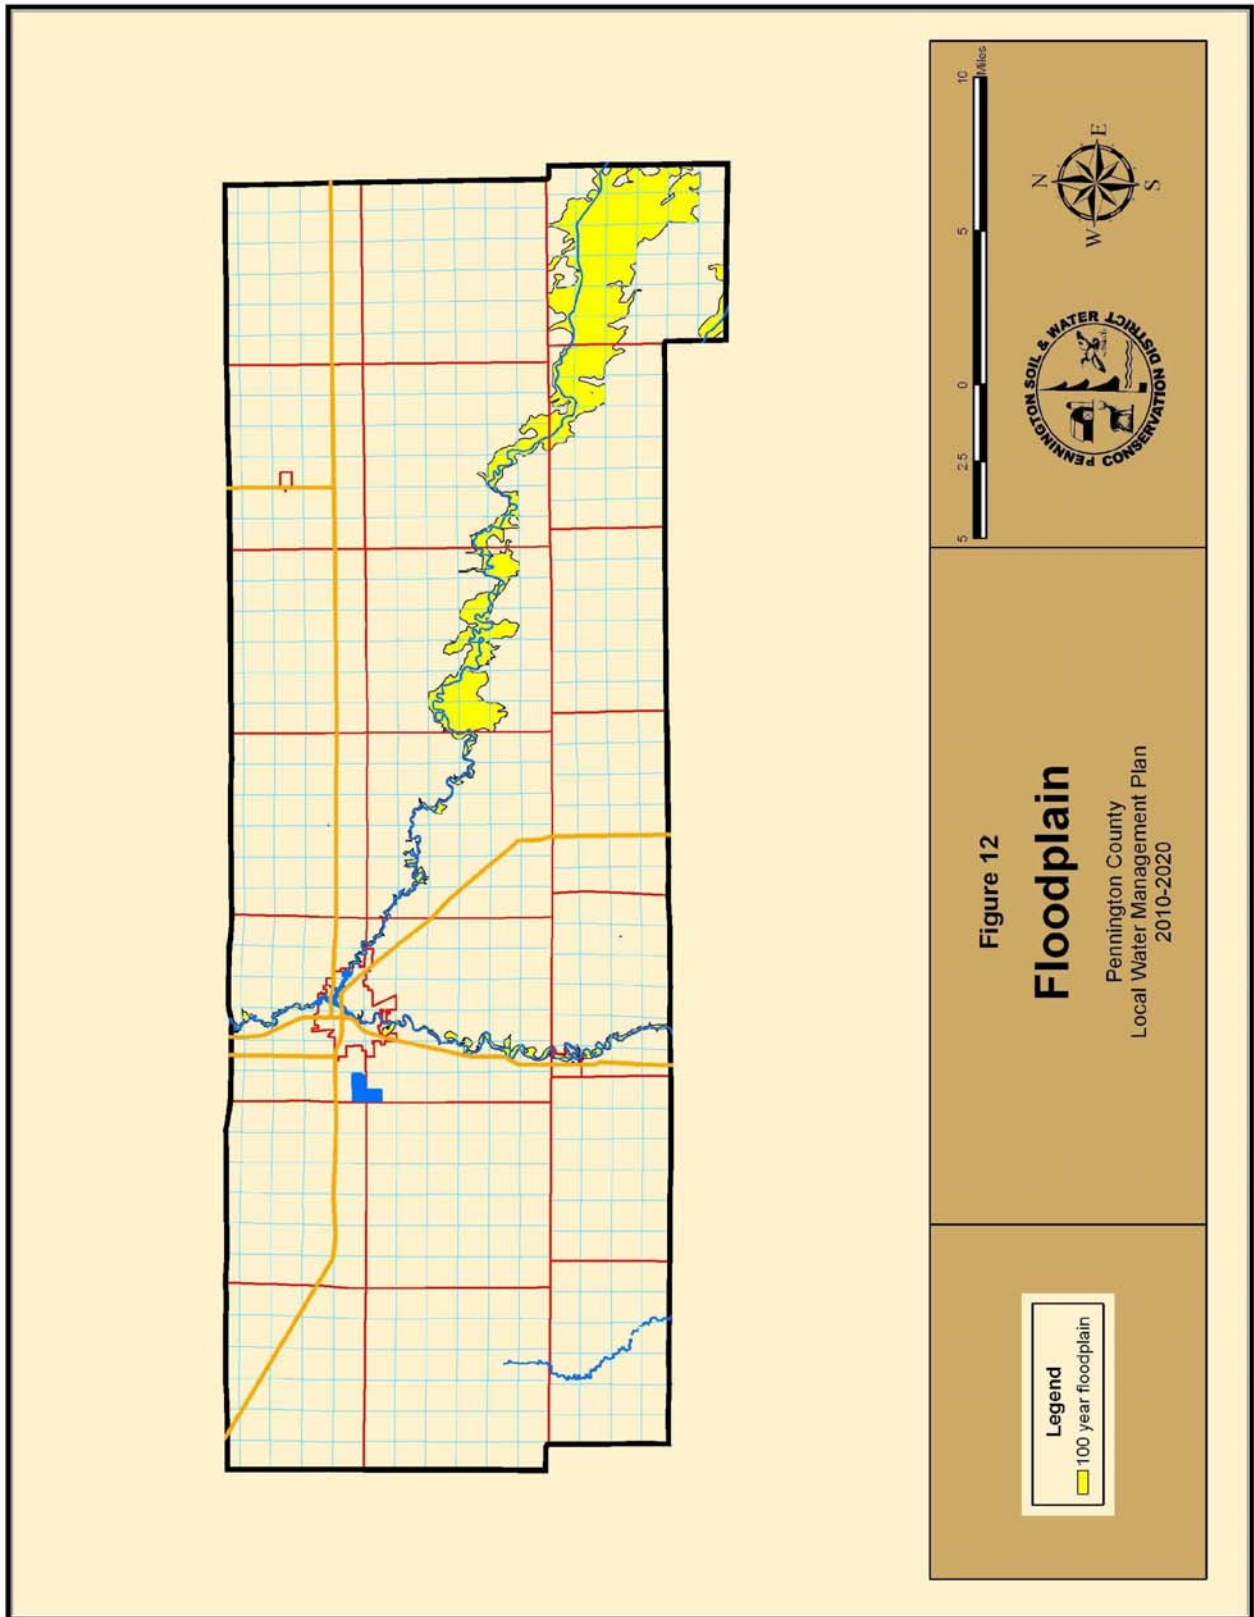 Legend
100 year floodplain
Figure 12
Floodplain
Pennington County
Local Water Management Plan
2010-2020
PENNINGTON SOIL & WATER DISTRICT
CONSERVATION
N
W
E
S
5 2.5 0 5 10
Miles